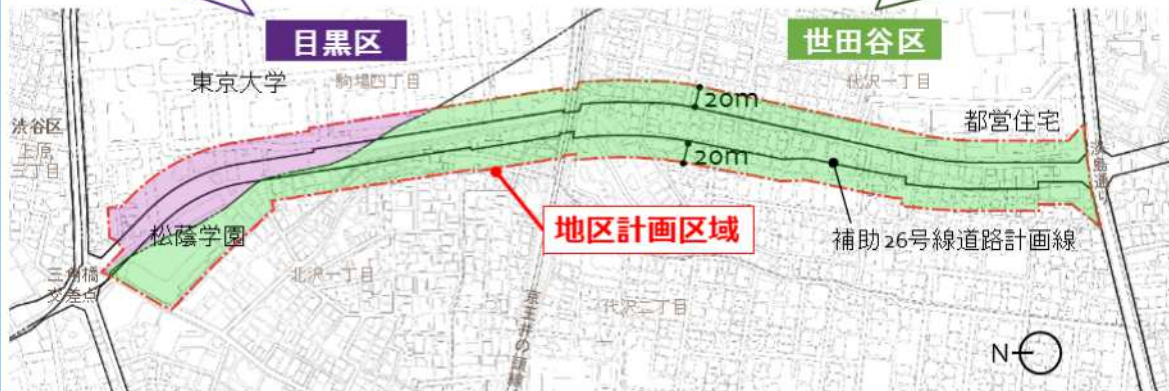 目黒区
世田谷区
東京大学
駒場四丁目
代沢一丁目
20m
都営住宅
渋谷区
上原
三丁目
淡島通り
20m
地区計画区域
松蔭学園
補助26号線道路計画線
三角橋
交差点
北沢一丁目
代沢二丁目
京王井の頭線
N